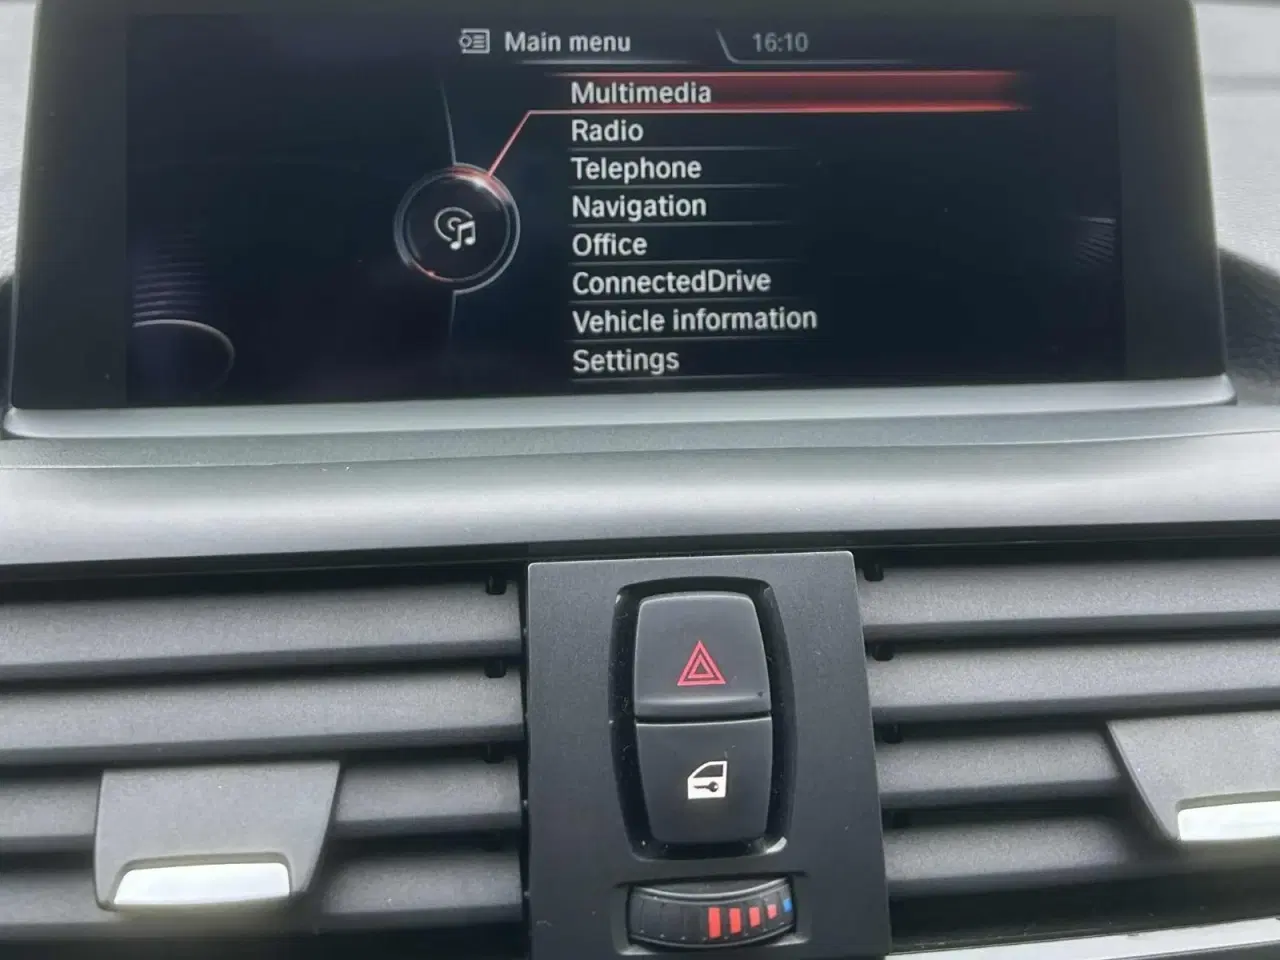 Main menu 16:10
Multimedia
Radio
Telephone
Navigation
Office
ConnectedDrive
Vehicle information
Settings